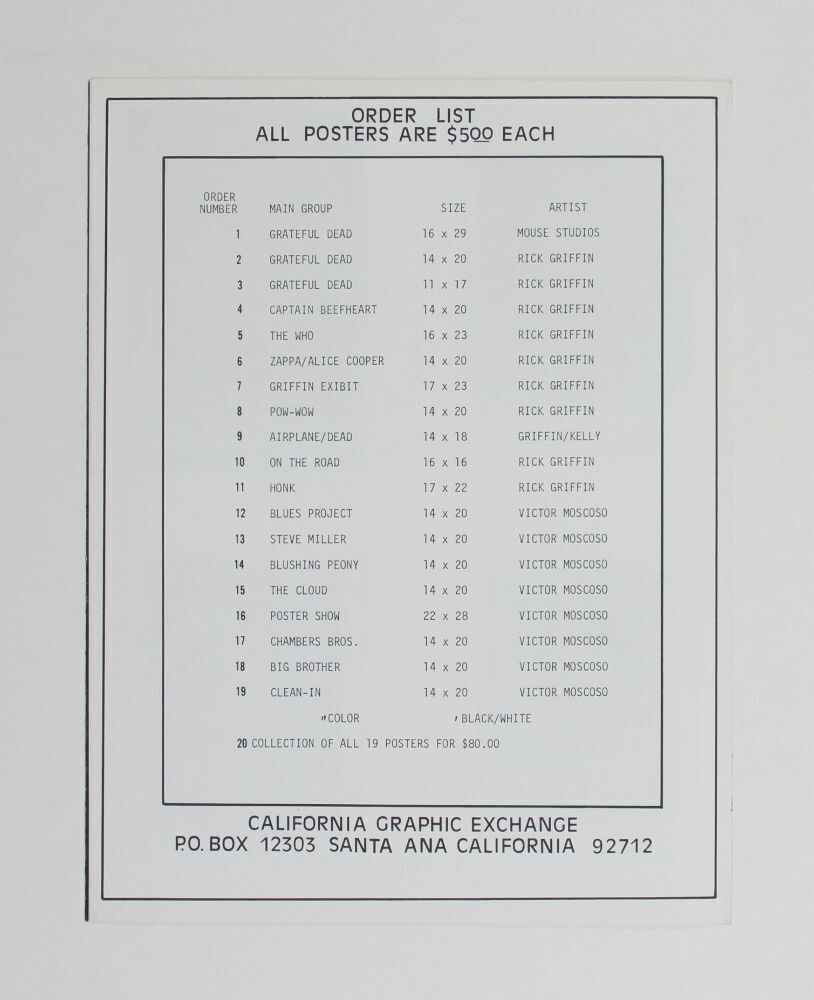 ORDER LIST
ALL POSTERS ARE $5.00 EACH
ORDER
NUMBER MAIN GROUP SIZE ARTIST
1 GRATEFUL DEAD 16 x 29 MOUSE STUDIOS
2 GRATEFUL DEAD 14 x 20 RICK GRIFFIN
3 GRATEFUL DEAD 11 x 17 RICK GRIFFIN
4 CAPTAIN BEEFHEART 14 x 20 RICK GRIFFIN
5 THE WHO 16 x 23 RICK GRIFFIN
6 ZAPPA/ALICE COOPER 14 x 20 RICK GRIFFIN
7 GRIFFIN EXIBIT 17 x 23 RICK GRIFFIN
8 POW-WOW 14 x 20 RICK GRIFFIN
9 AIRPLANE/DEAD 14 x 18 GRIFFIN/KELLY
10 ON THE ROAD 16 x 16 RICK GRIFFIN
11 HONK 17 x 22 RICK GRIFFIN
12 BLUES PROJECT 14 x 20 VICTOR MOSCOSO
13 STEVE MILLER 14 x 20 VICTOR MOSCOSO
14 BLUSHING PEONY 14 x 20 VICTOR MOSCOSO
15 THE CLOUD 14 x 20 VICTOR MOSCOSO
16 POSTER SHOW 22 x 28 VICTOR MOSCOSO
17 CHAMBERS BROS. 14 x 20 VICTOR MOSCOSO
18 BIG BROTHER 14 x 20 VICTOR MOSCOSO
19 CLEAN-IN 14 x 20 VICTOR MOSCOSO
"COLOR 'BLACK/WHITE
20 COLLECTION OF ALL 19 POSTERS FOR $80.00
CALIFORNIA GRAPHIC EXCHANGE
P.O. BOX 12303 SANTA ANA CALIFORNIA 92712